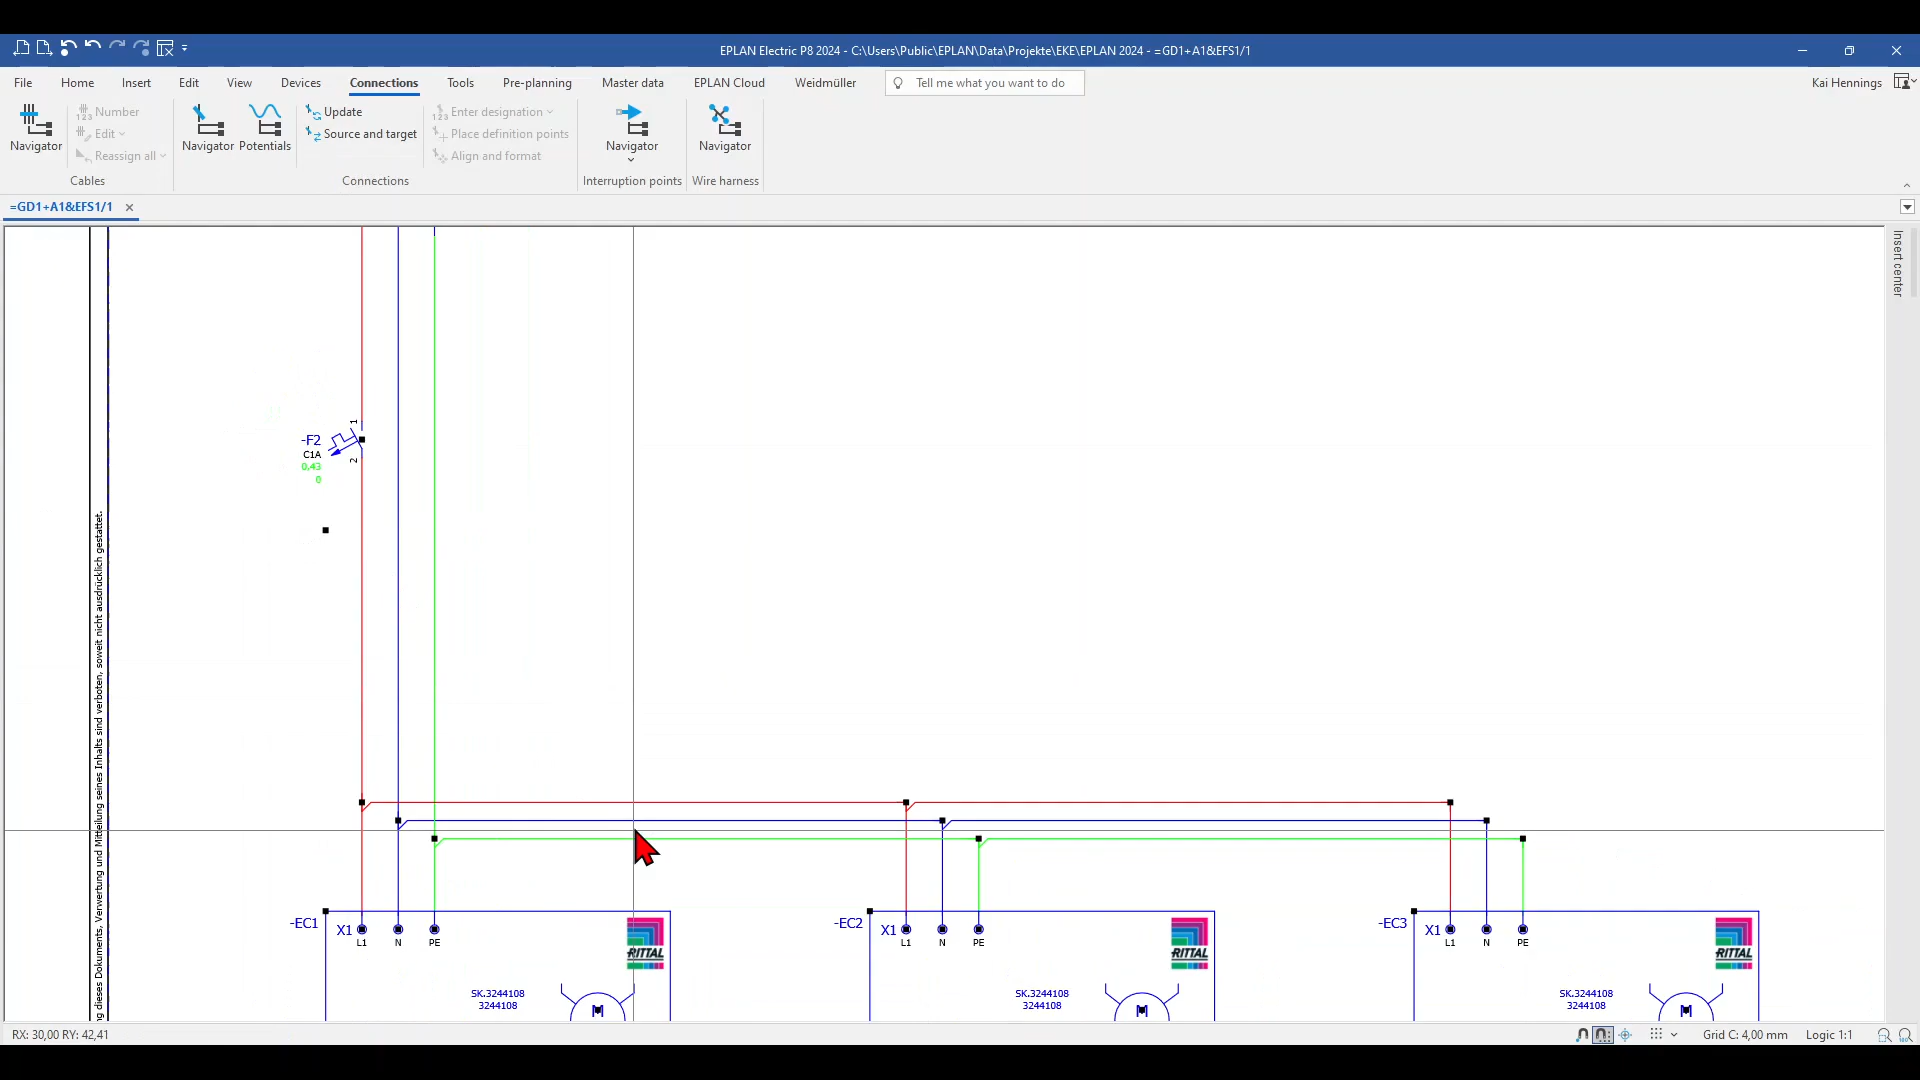 EPLAN Electric P8 2024 - C:\Users\Public\EPLAN\Data\Projekte\EKE\EPLAN 2024 - =GD1+A1&EFS1/1
File Home Insert Edit View Devices Connections Tools Pre-planning Master data EPLAN Cloud Weidmüller Tell me what you want to do Kai Hennings
Navigator
Number
Edit
Reassign all
Cables
Navigator
Potentials
Update
Source and target
Enter designation
Place definition points
Align and format
Connections
Navigator
Interruption points
Navigator
Wire harness
=GD1+A1&EFS1/1
Insert center
-F2
C1A
0,43
0
1
2
ng dieses Dokuments, Verwertung und Mitteilung seines Inhalts sind verboten, soweit nicht ausdrücklich gestattet.
-EC1 X1 L1 N PE RITTAL
SK.3244108
3244108
M
-EC2 X1 L1 N PE RITTAL
SK.3244108
3244108
M
-EC3 X1 L1 N PE RITTAL
SK.3244108
3244108
M
RX: 30,00 RY: 42,41
Grid C: 4,00 mm
Logic 1:1